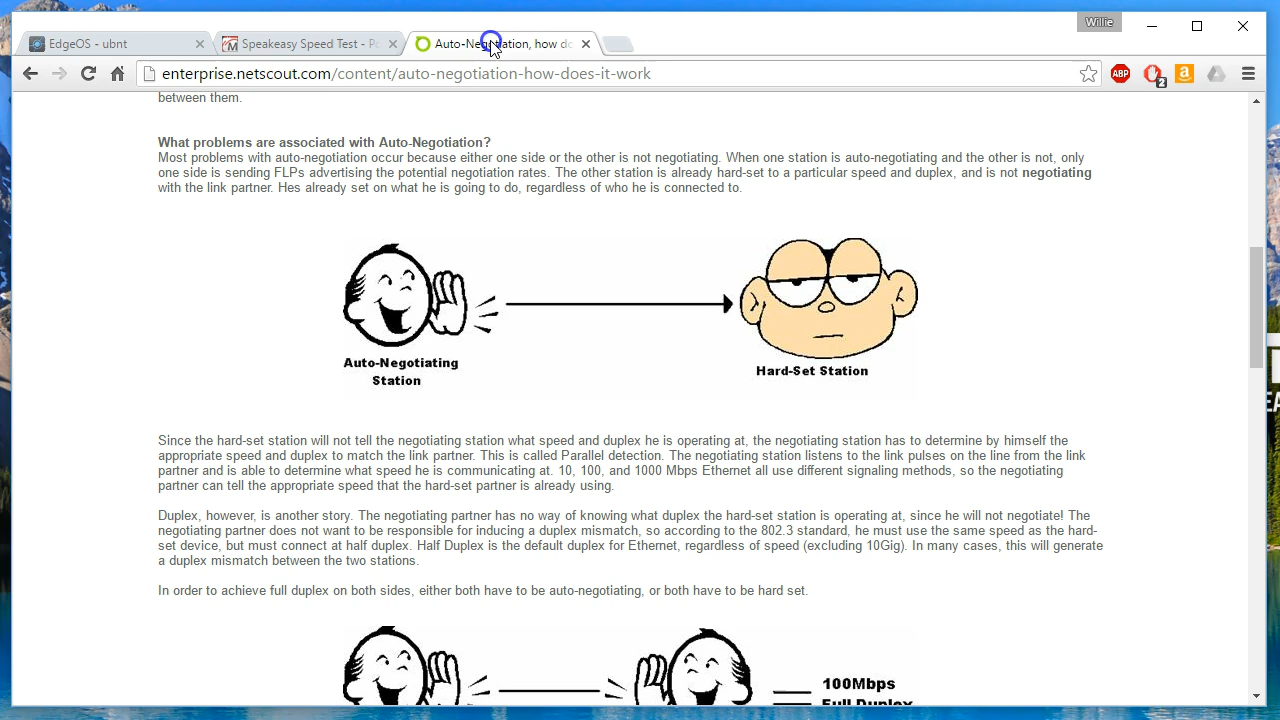 Willie
EdgeOS - ubnt
Speakeasy Speed Test - Po
Auto-Negotiation, how do
enterprise.netscout.com/content/auto-negotiation-how-does-it-work
ABP
2
a
between them.
What problems are associated with Auto-Negotiation?
Most problems with auto-negotiation occur because either one side or the other is not negotiating. When one station is auto-negotiating and the other is not, only
one side is sending FLPs advertising the potential negotiation rates. The other station is already hard-set to a particular speed and duplex, and is not negotiating
with the link partner. Hes already set on what he is going to do, regardless of who he is connected to.
Auto-Negotiating
Station
Hard-Set Station
Since the hard-set station will not tell the negotiating station what speed and duplex he is operating at, the negotiating station has to determine by himself the
appropriate speed and duplex to match the link partner. This is called Parallel detection. The negotiating station listens to the link pulses on the line from the link
partner and is able to determine what speed he is communicating at. 10, 100, and 1000 Mbps Ethernet all use different signaling methods, so the negotiating
partner can tell the appropriate speed that the hard-set partner is already using.
Duplex, however, is another story. The negotiating partner has no way of knowing what duplex the hard-set station is operating at, since he will not negotiate! The
negotiating partner does not want to be responsible for inducing a duplex mismatch, so according to the 802.3 standard, he must use the same speed as the hard-
set device, but must connect at half duplex. Half Duplex is the default duplex for Ethernet, regardless of speed (excluding 10Gig). In many cases, this will generate
a duplex mismatch between the two stations.
In order to achieve full duplex on both sides, either both have to be auto-negotiating, or both have to be hard set.
100Mbps
Full Duplex